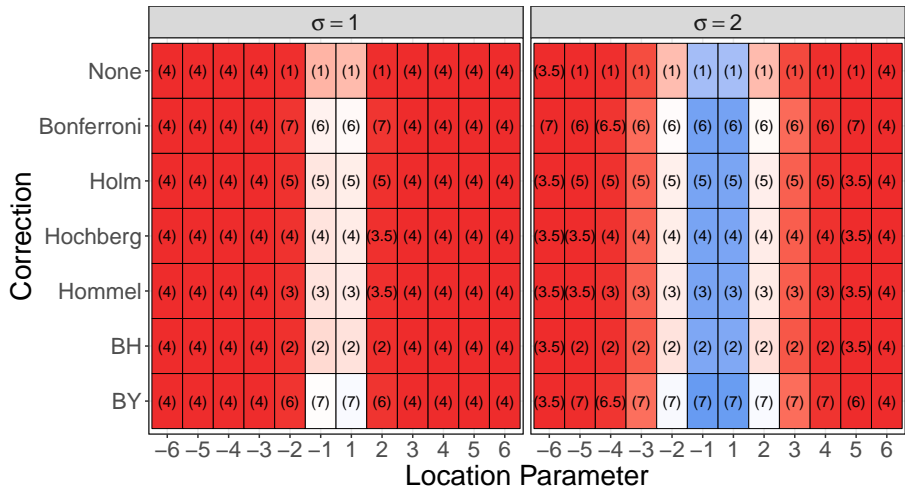 σ = 1 σ = 2
None (4) (4) (4) (4) (1) (1) (1) (1) (4) (4) (4) (4) (3.5) (1) (1) (1) (1) (1) (1) (1) (1) (1) (1) (4)
Bonferroni (4) (4) (4) (4) (7) (6) (6) (7) (4) (4) (4) (4) (7) (6) (6.5) (6) (6) (6) (6) (6) (6) (6) (7) (4)
Holm (4) (4) (4) (4) (5) (5) (5) (5) (4) (4) (4) (4) (3.5) (5) (5) (5) (5) (5) (5) (5) (5) (5) (3.5) (4)
Hochberg (4) (4) (4) (4) (4) (4) (4) (3.5) (4) (4) (4) (4) (3.5) (3.5) (4) (4) (4) (4) (4) (4) (4) (4) (3.5) (4)
Hommel (4) (4) (4) (4) (3) (3) (3) (3.5) (4) (4) (4) (4) (3.5) (3.5) (3) (3) (3) (3) (3) (3) (3) (3) (3.5) (4)
BH (4) (4) (4) (4) (2) (2) (2) (2) (4) (4) (4) (4) (3.5) (2) (2) (2) (2) (2) (2) (2) (2) (2) (3.5) (4)
BY (4) (4) (4) (4) (6) (7) (7) (6) (4) (4) (4) (4) (3.5) (7) (6.5) (7) (7) (7) (7) (7) (7) (7) (6) (4)
−6 −5 −4 −3 −2 −1 1 2 3 4 5 6 −6 −5 −4 −3 −2 −1 1 2 3 4 5 6
Location Parameter
Correction